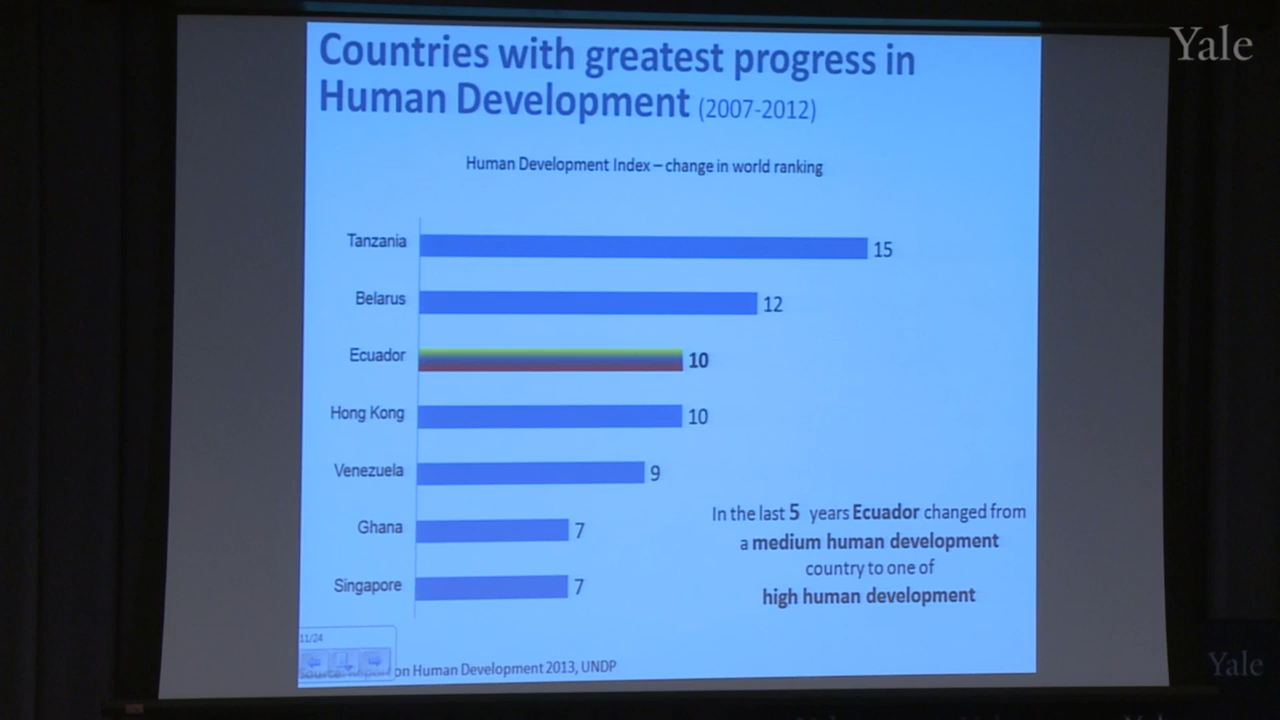 Yale
Countries with greatest progress in
Human Development (2007-2012)
Human Development Index – change in world ranking
Tanzania 15
Belarus 12
Ecuador 10
Hong Kong 10
Venezuela 9
Ghana 7
Singapore 7
In the last 5 years Ecuador changed from
a medium human development
country to one of
high human development
11/24
Source: Report on Human Development 2013, UNDP
Yale